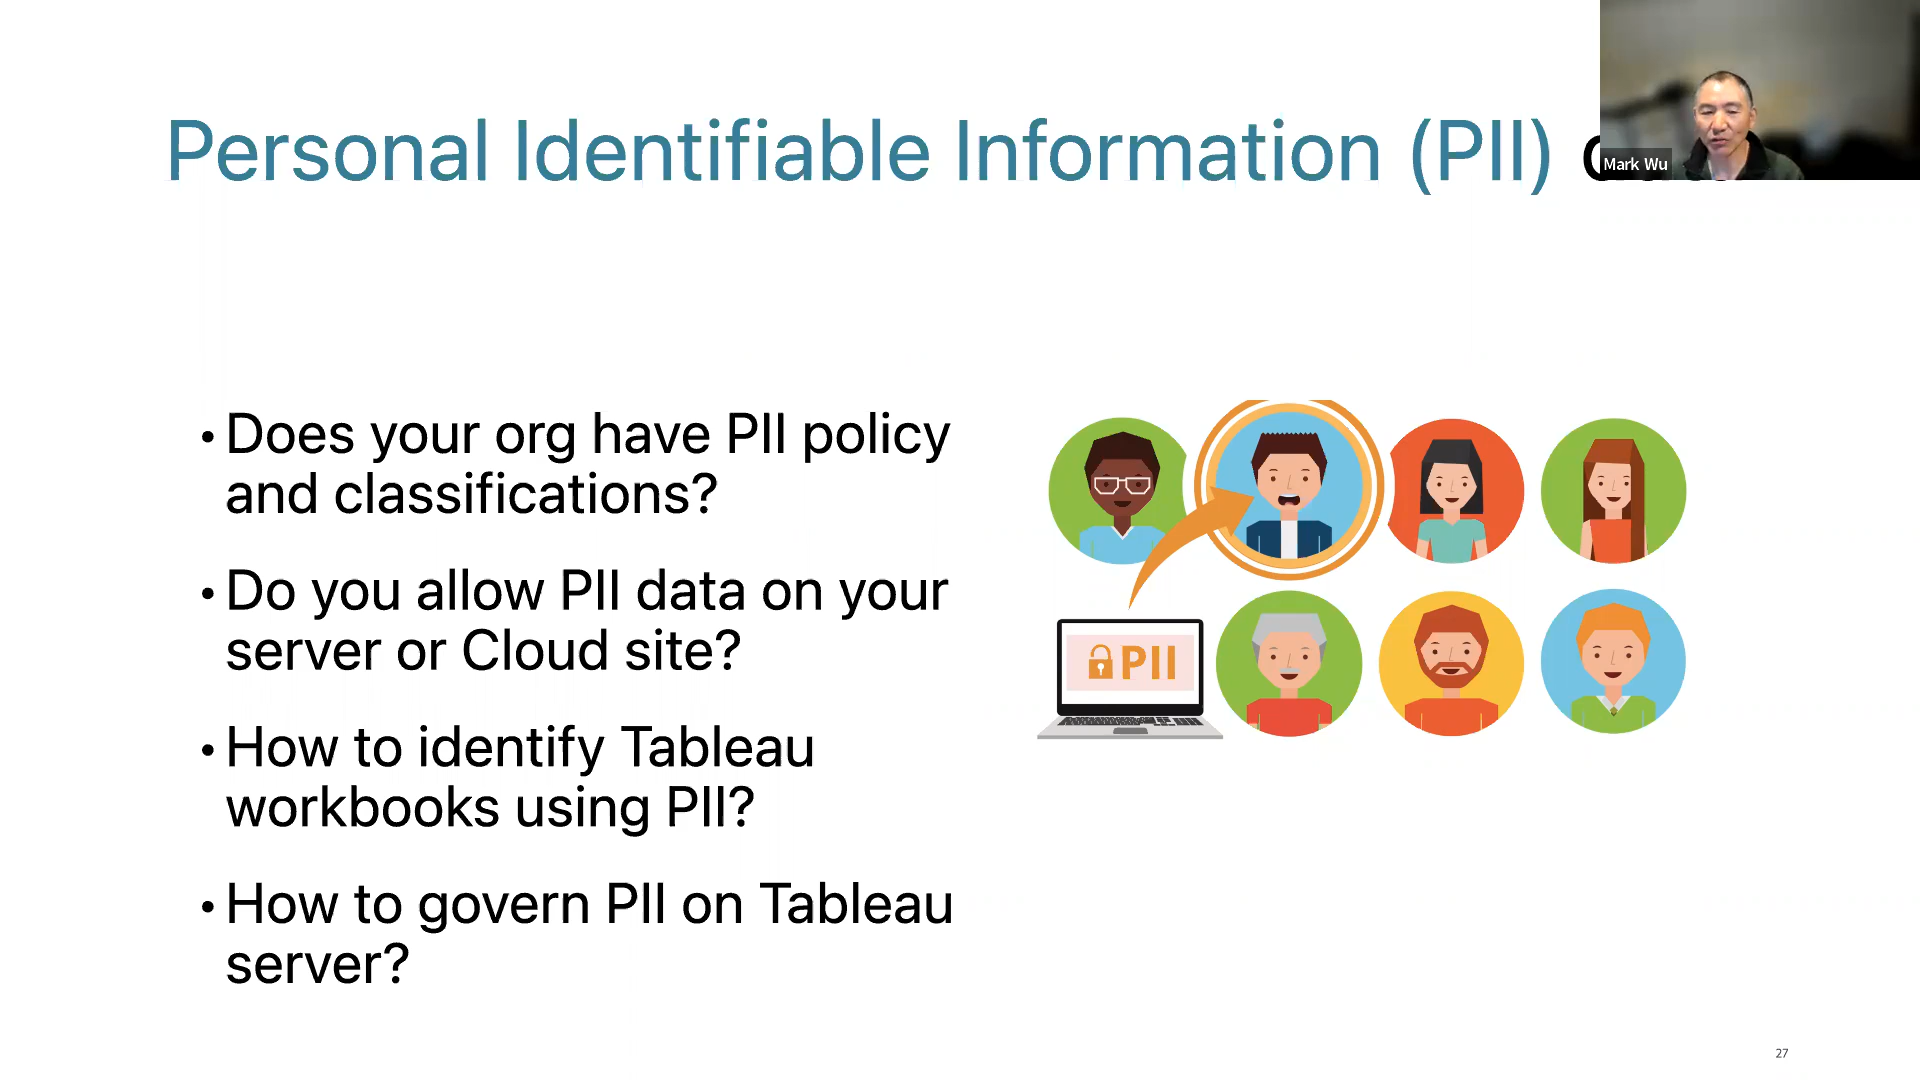 Personal Identifiable Information (PII)
Mark Wu
• Does your org have PII policy
and classifications?
• Do you allow PII data on your
server or Cloud site?
• How to identify Tableau
workbooks using PII?
• How to govern PII on Tableau
server?
PII
27